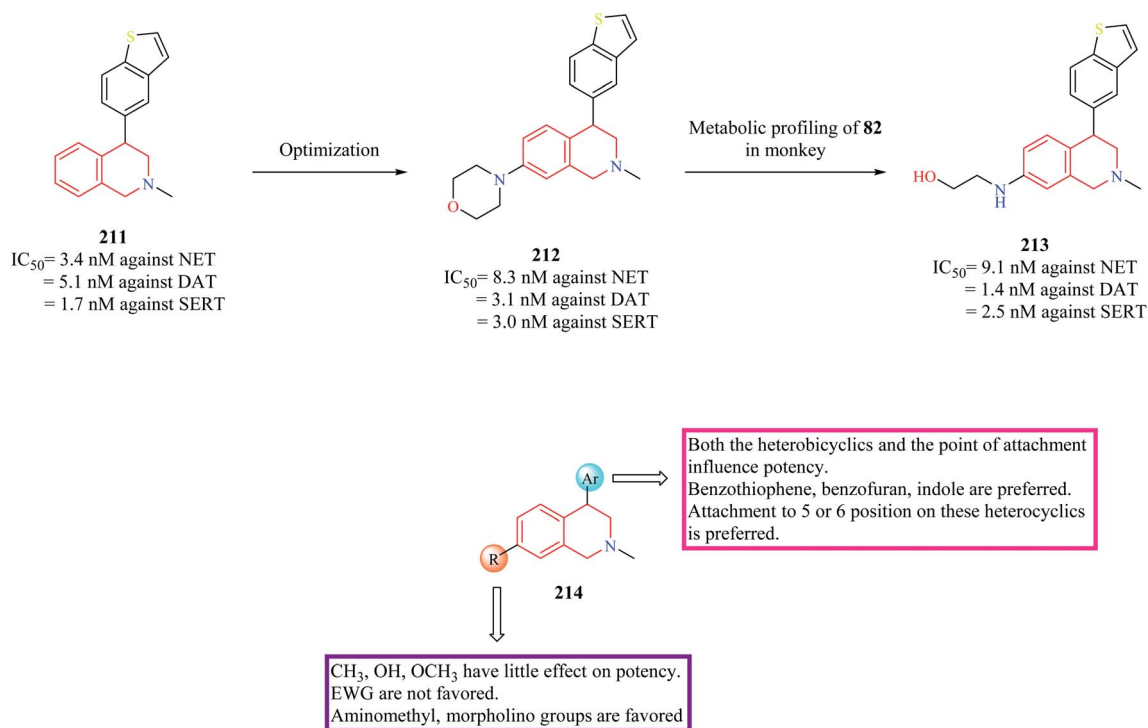 S
S
S
Optimization
Metabolic profiling of 82
in monkey
N
N
O
N
HO
N
H
N
211
IC50= 3.4 nM against NET
= 5.1 nM against DAT
= 1.7 nM against SERT
212
IC50= 8.3 nM against NET
= 3.1 nM against DAT
= 3.0 nM against SERT
213
IC50= 9.1 nM against NET
= 1.4 nM against DAT
= 2.5 nM against SERT
Ar
R
N
214
Both the heterobicyclics and the point of attachment
influence potency.
Benzothiophene, benzofuran, indole are preferred.
Attachment to 5 or 6 position on these heterocyclics
is preferred.
CH3, OH, OCH3 have little effect on potency.
EWG are not favored.
Aminomethyl, morpholino groups are favored